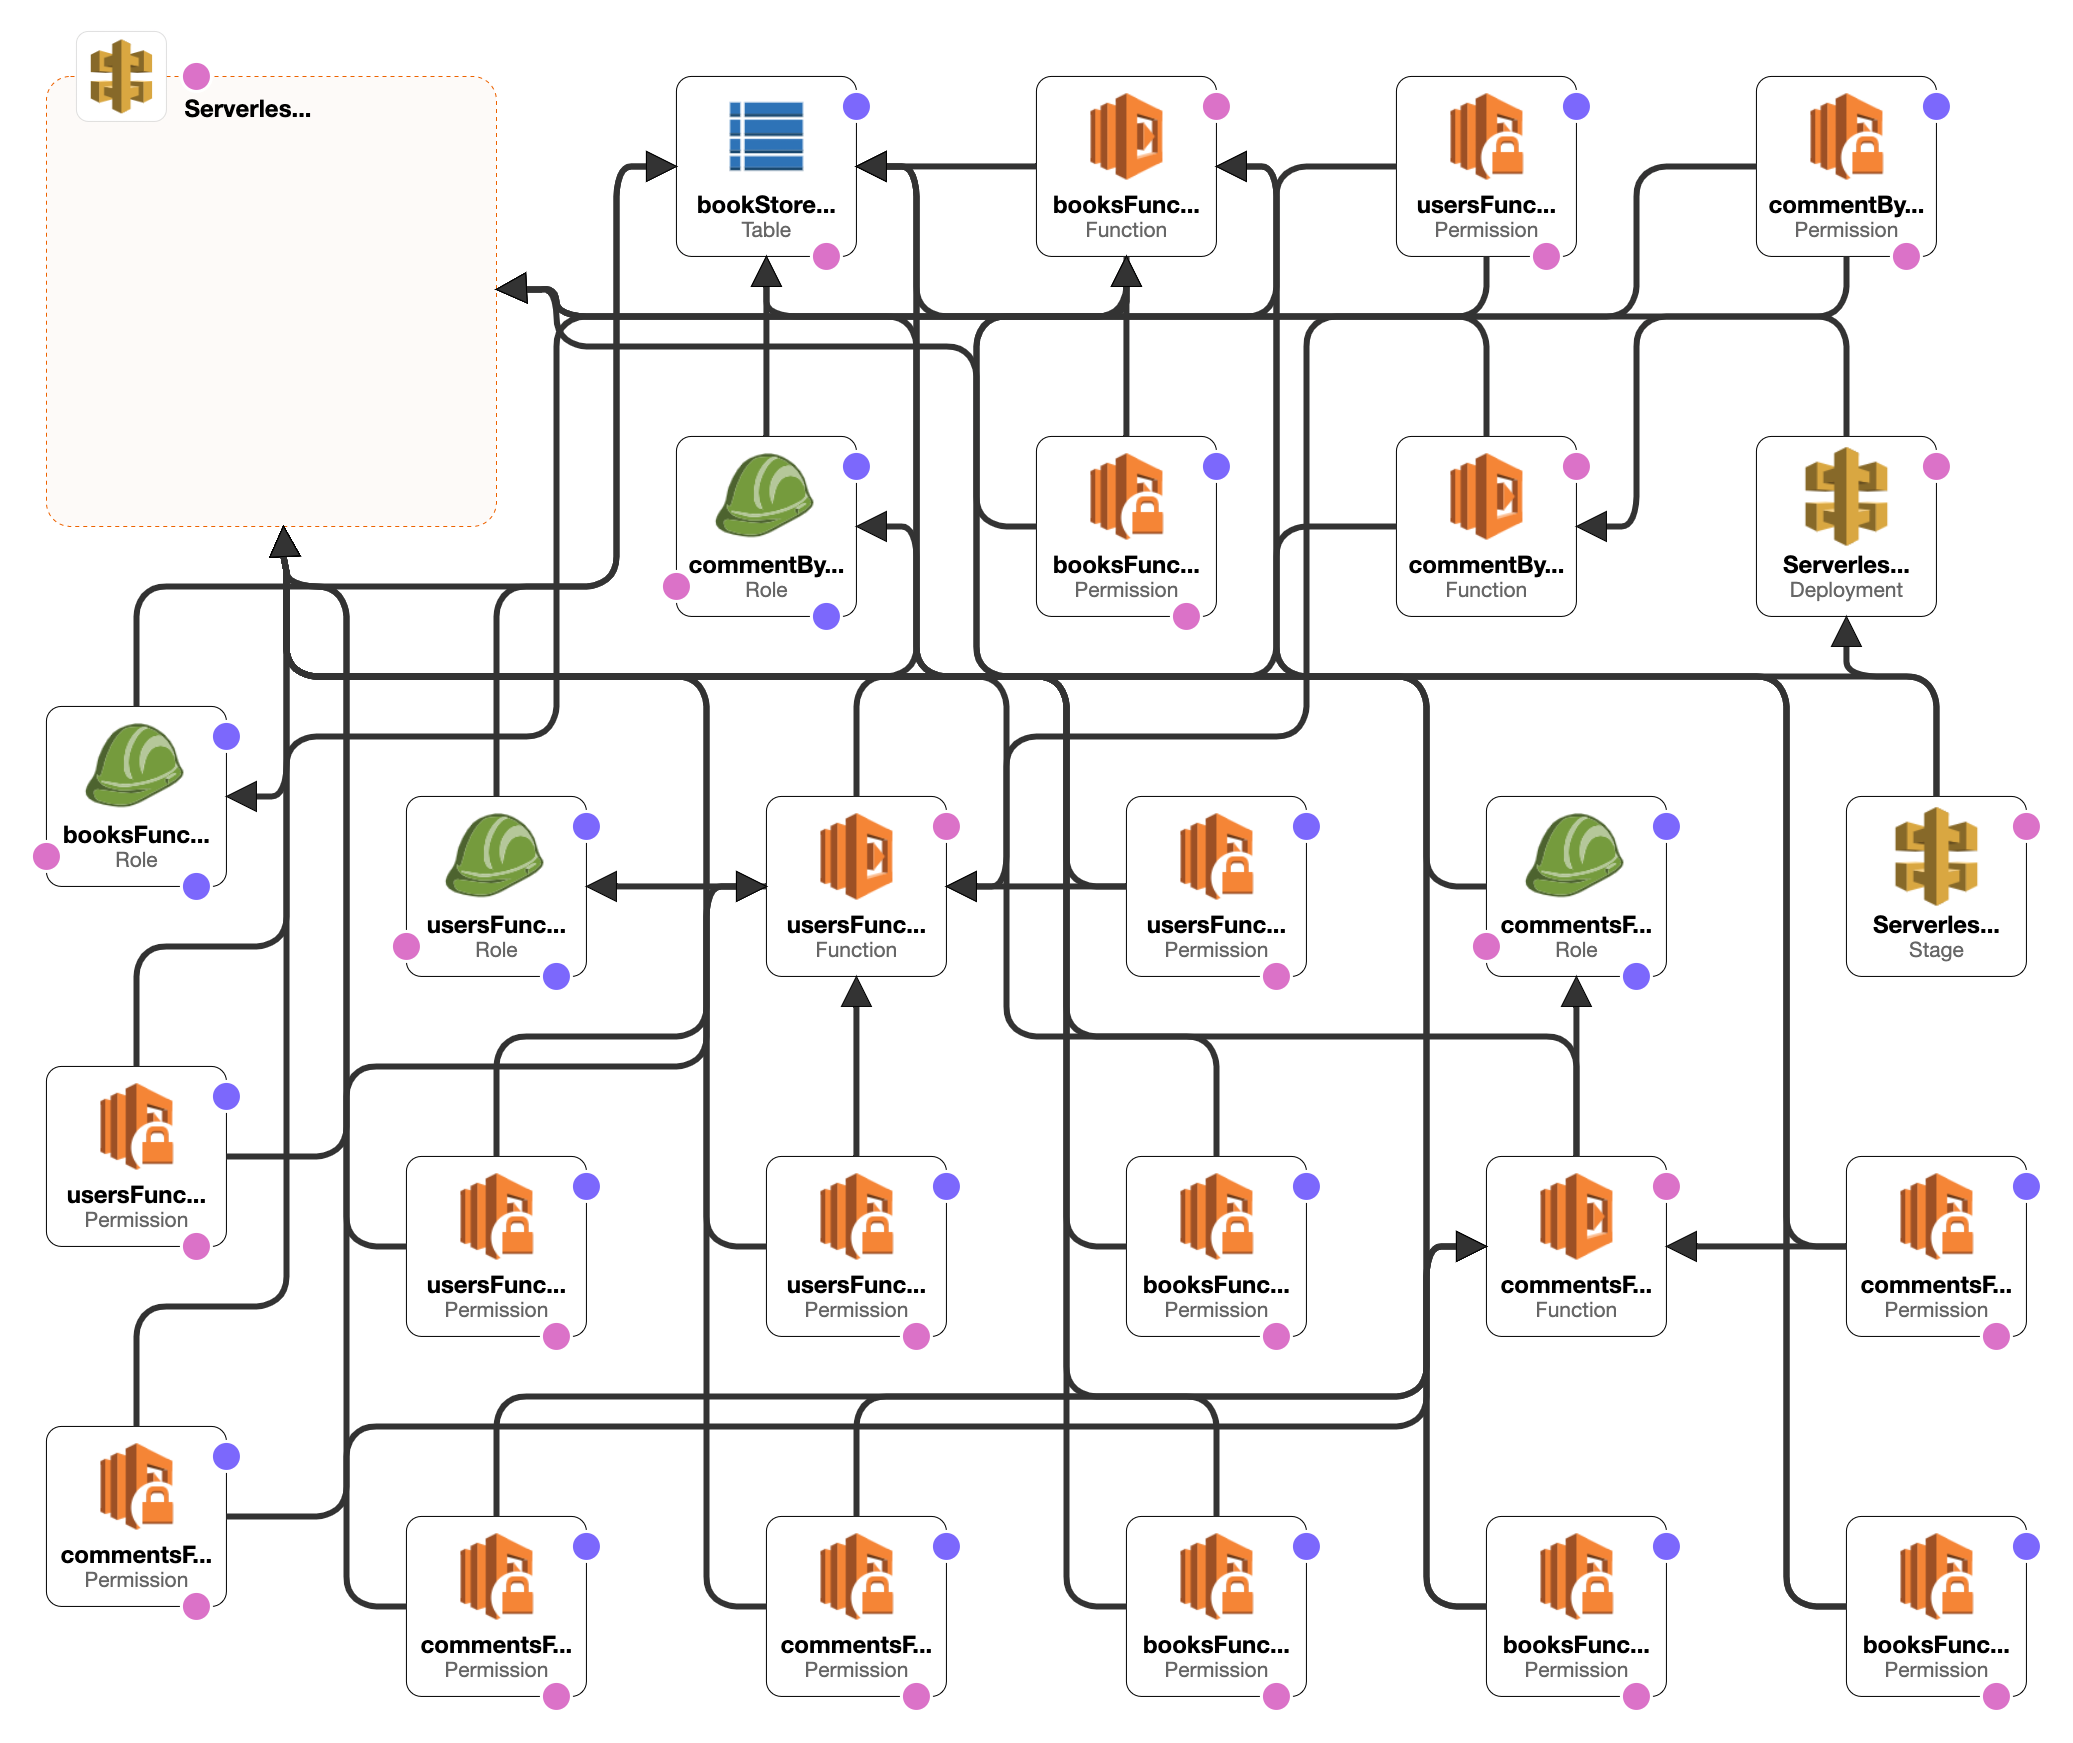 Serverles...
bookStore...
Table
booksFunc...
Function
usersFunc...
Permission
commentBy...
Permission
commentBy...
Role
booksFunc...
Permission
commentBy...
Function
Serverles...
Deployment
booksFunc...
Role
usersFunc...
Role
usersFunc...
Function
usersFunc...
Permission
commentsF...
Role
Serverles...
Stage
usersFunc...
Permission
usersFunc...
Permission
usersFunc...
Permission
booksFunc...
Permission
commentsF...
Function
commentsF...
Permission
commentsF...
Permission
commentsF...
Permission
commentsF...
Permission
booksFunc...
Permission
booksFunc...
Permission
booksFunc...
Permission